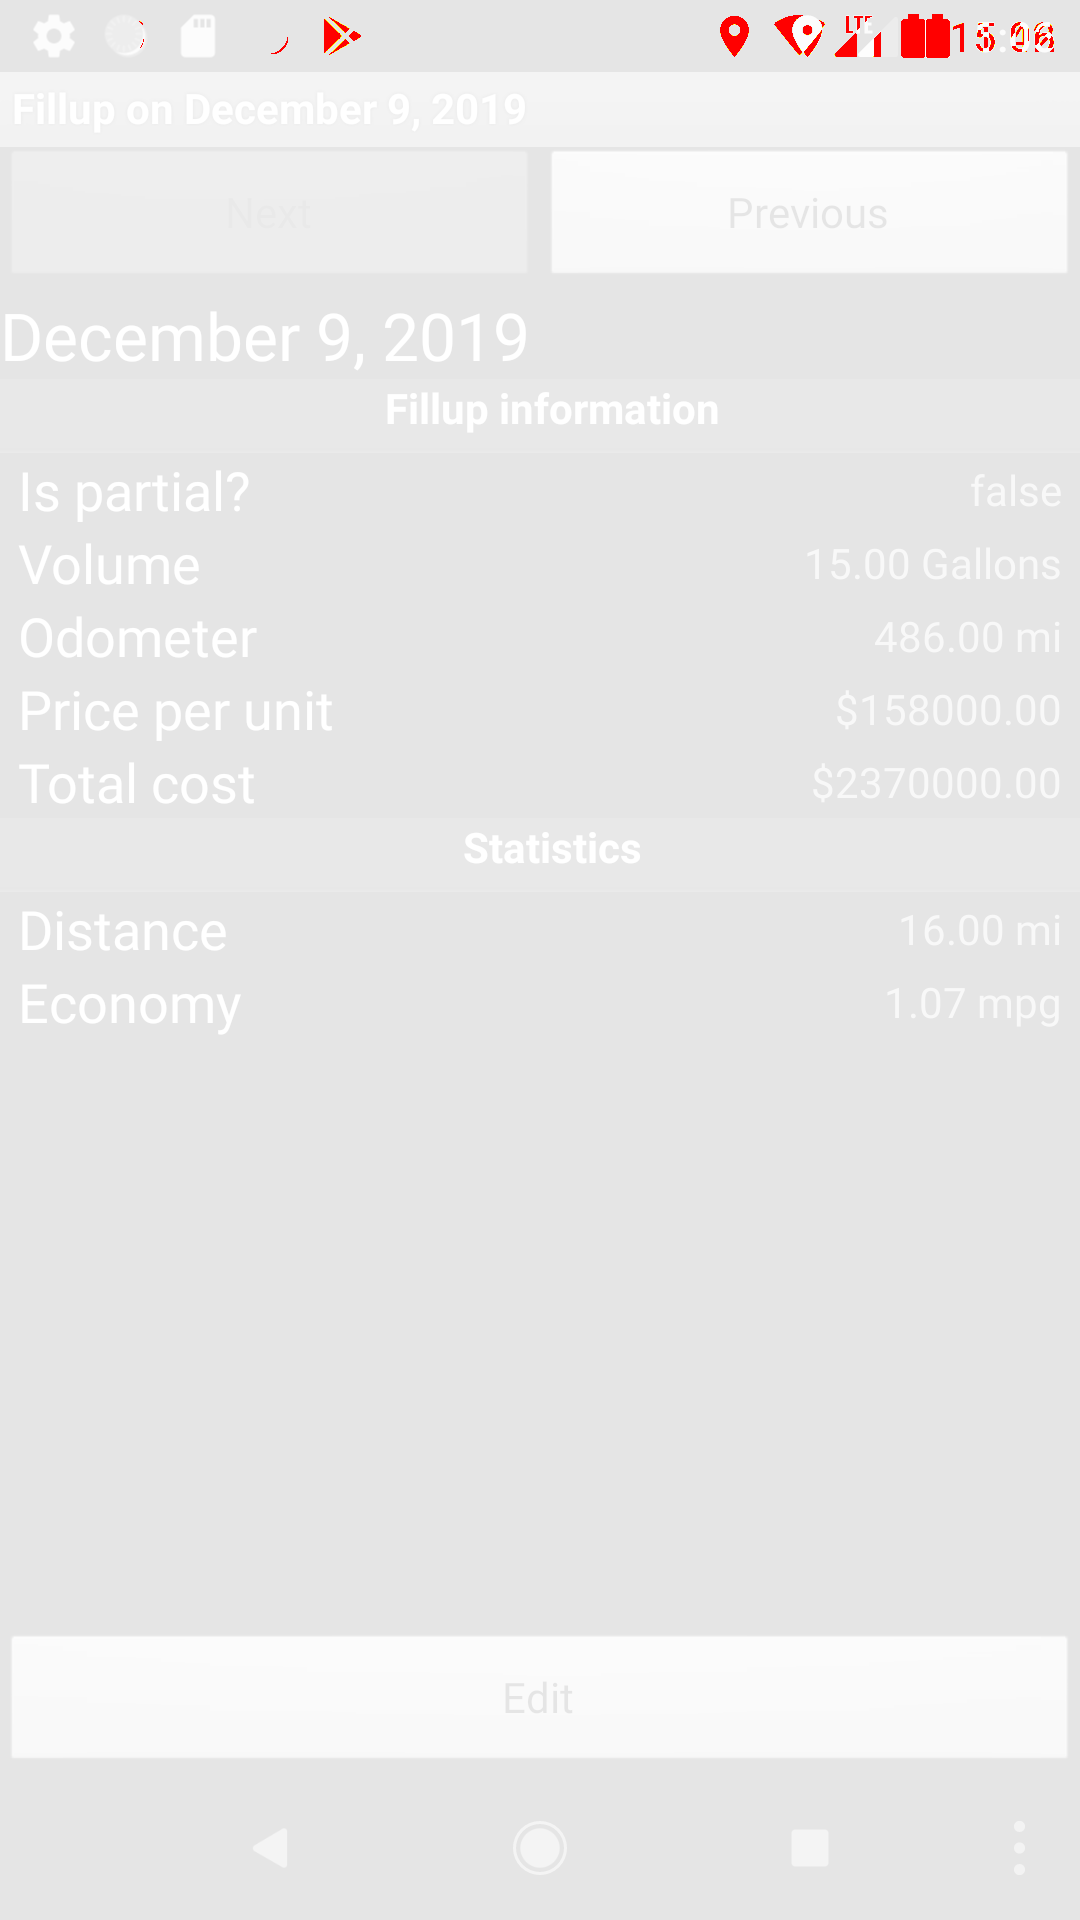 LTE
Fillup on December 9, 2019
Next
Previous
December 9, 2019
Fillup information
Is partial?
false
Volume
15.00 Gallons
Odometer
486.00 mi
Price per unit
$158000.00
Total cost
$2370000.00
Statistics
Distance
16.00 mi
Economy
1.07 mpg
Edit